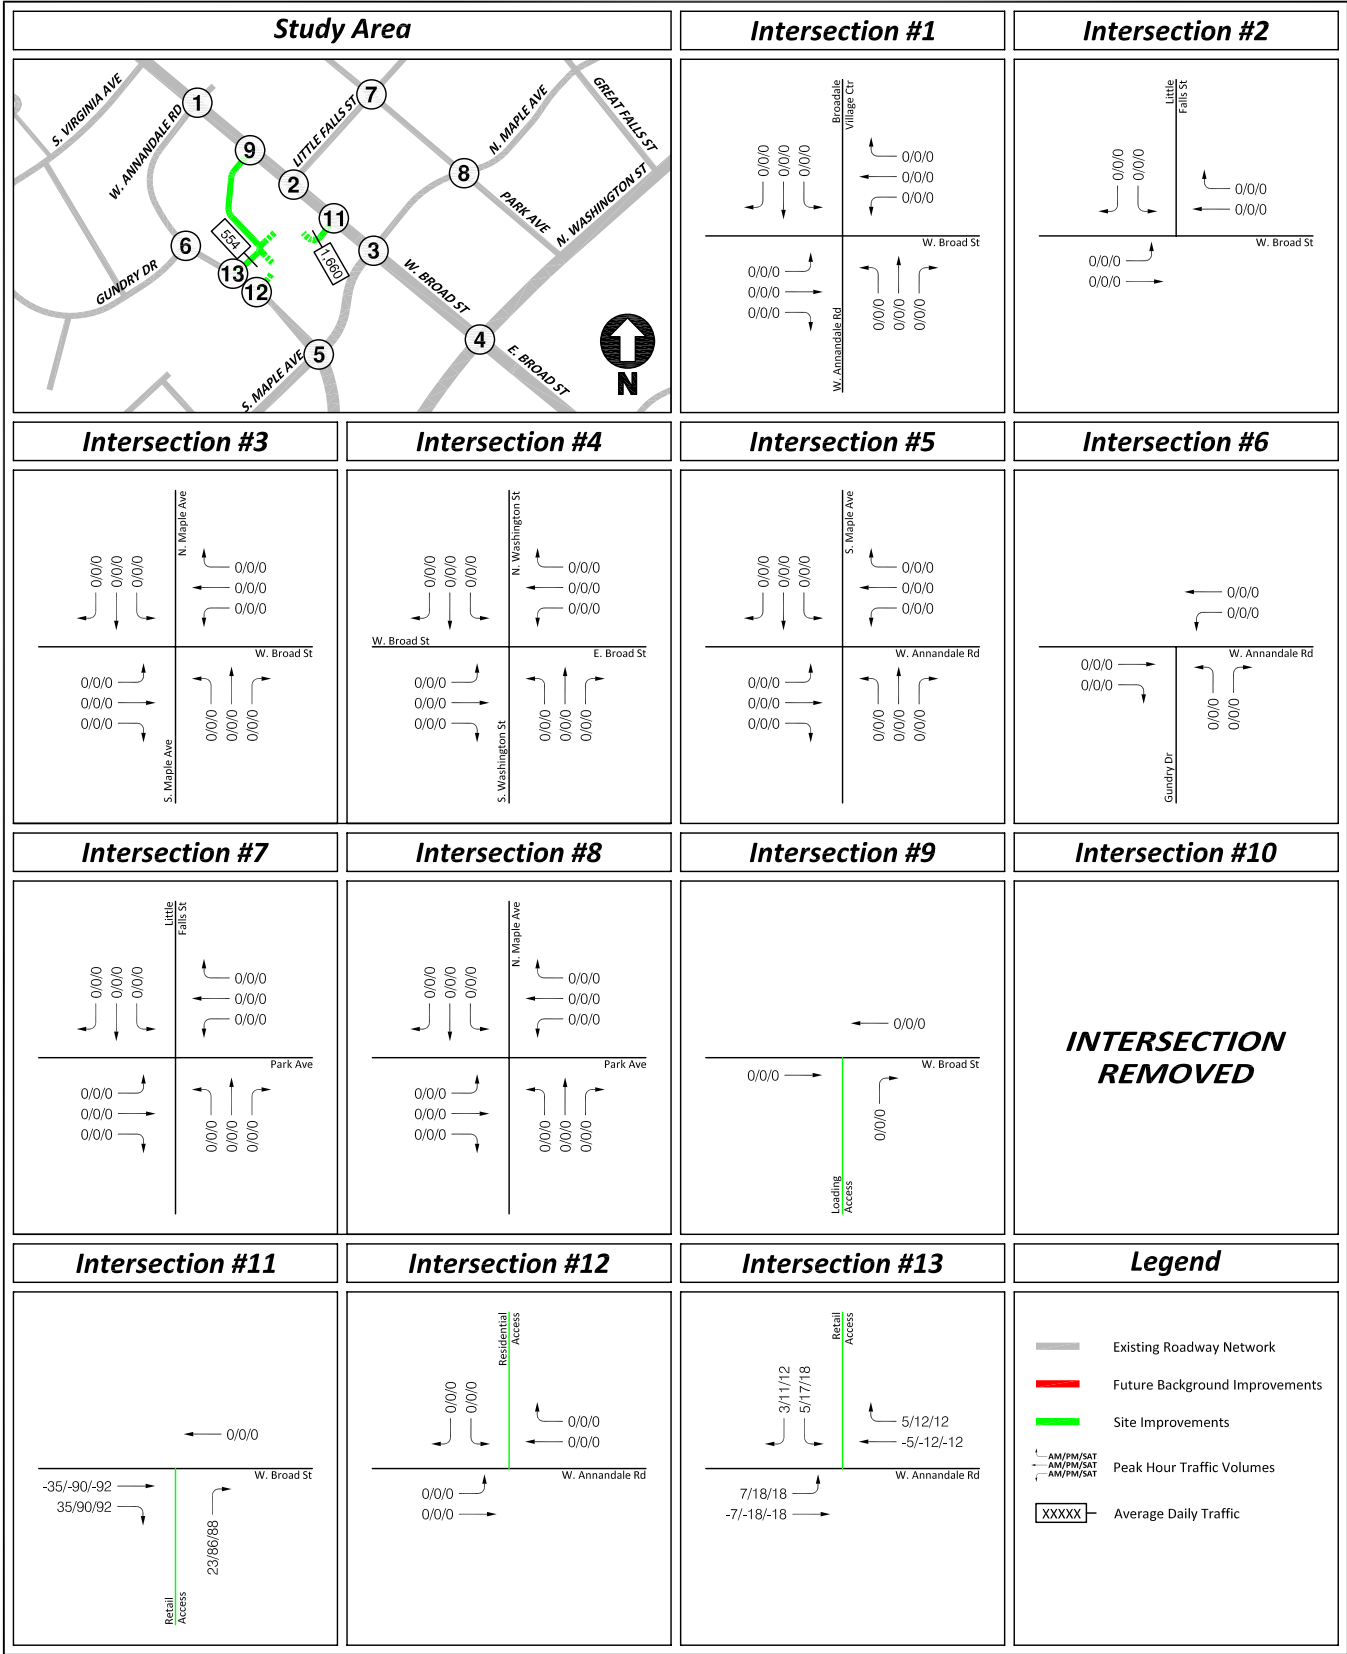 Study Area
Intersection #1
Intersection #2
S. VIRGINIA AVE
W. ANNANDALE RD
LITTLE FALLS ST
N. MAPLE AVE
GREAT FALLS ST
PARK AVE
N. WASHINGTON ST
GUNDRY DR
W. BROAD ST
S. MAPLE AVE
E. BROAD ST
1
7
9
8
2
11
3
6
13
12
4
5
554
1,660
N
Broadale
Village Ctr
0/0/0
0/0/0
0/0/0
0/0/0
0/0/0
0/0/0
W. Broad St
0/0/0
0/0/0
0/0/0
0/0/0
0/0/0
0/0/0
W. Annandale Rd
Little
Falls St
0/0/0
0/0/0
0/0/0
0/0/0
W. Broad St
0/0/0
0/0/0
Intersection #3
Intersection #4
Intersection #5
Intersection #6
N. Maple Ave
0/0/0
0/0/0
0/0/0
0/0/0
0/0/0
0/0/0
W. Broad St
0/0/0
0/0/0
0/0/0
0/0/0
0/0/0
0/0/0
S. Maple Ave
N. Washington St
0/0/0
0/0/0
0/0/0
0/0/0
0/0/0
0/0/0
W. Broad St
E. Broad St
0/0/0
0/0/0
0/0/0
0/0/0
0/0/0
0/0/0
S. Washington St
S. Maple Ave
0/0/0
0/0/0
0/0/0
0/0/0
0/0/0
0/0/0
W. Annandale Rd
0/0/0
0/0/0
0/0/0
0/0/0
0/0/0
0/0/0
0/0/0
0/0/0
W. Annandale Rd
0/0/0
0/0/0
0/0/0
0/0/0
Gundry Dr
Intersection #7
Intersection #8
Intersection #9
Intersection #10
Little
Falls St
0/0/0
0/0/0
0/0/0
0/0/0
0/0/0
0/0/0
Park Ave
0/0/0
0/0/0
0/0/0
0/0/0
0/0/0
0/0/0
N. Maple Ave
0/0/0
0/0/0
0/0/0
0/0/0
0/0/0
0/0/0
Park Ave
0/0/0
0/0/0
0/0/0
0/0/0
0/0/0
0/0/0
0/0/0
W. Broad St
0/0/0
0/0/0
Loading
Access
INTERSECTION
REMOVED
Intersection #11
Intersection #12
Intersection #13
Legend
0/0/0
W. Broad St
-35/-90/-92
35/90/92
23/86/88
Retail
Access
Residential
Access
0/0/0
0/0/0
0/0/0
0/0/0
W. Annandale Rd
0/0/0
0/0/0
Retail
Access
3/11/12
5/17/18
5/12/12
-5/-12/-12
W. Annandale Rd
7/18/18
-7/-18/-18
Existing Roadway Network
Future Background Improvements
Site Improvements
AM/PM/SAT
AM/PM/SAT
AM/PM/SAT
Peak Hour Traffic Volumes
XXXXX
Average Daily Traffic